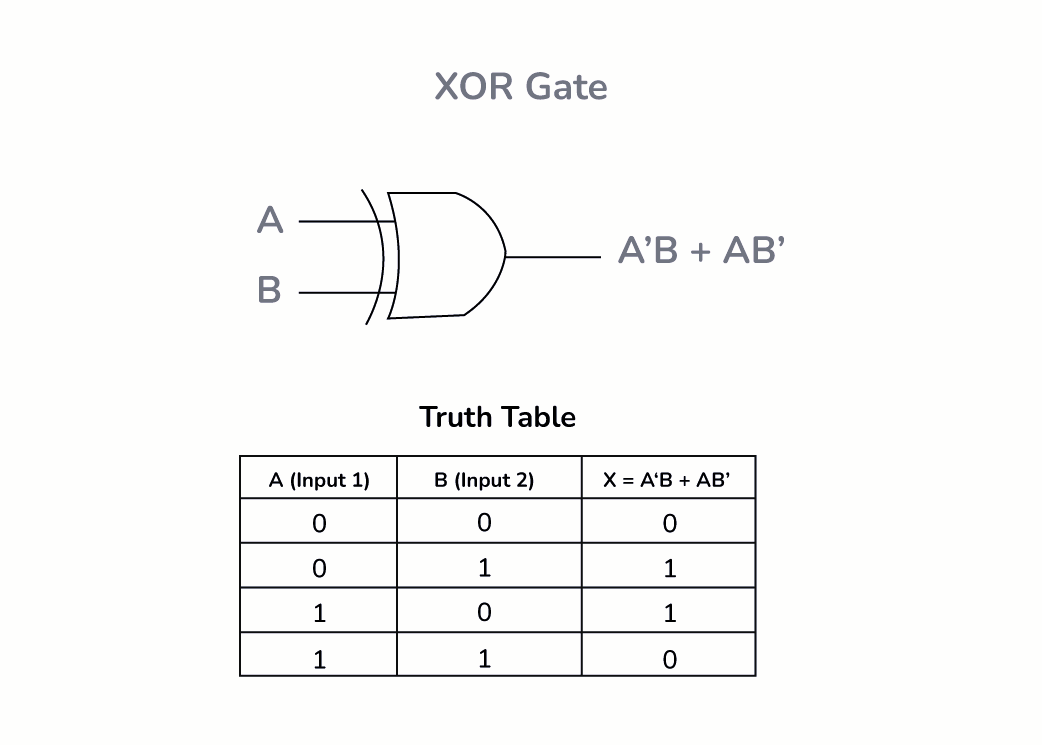 XOR Gate
A
A’B + AB’
B
Truth Table
A (Input 1) B (Input 2) X = A‘B + AB’
0 0 0
0 1 1
1 0 1
1 1 0